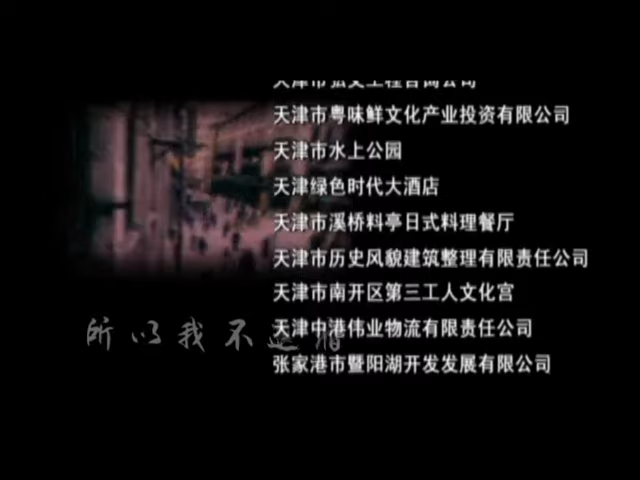 天津市粤味鲜文化产业投资有限公司
天津市水上公园
天津绿色时代大酒店
天津市溪桥料亭日式料理餐厅
天津市历史风貌建筑整理有限责任公司
天津市南开区第三工人文化宫
天津中港伟业物流有限责任公司
张家港市暨阳湖开发发展有限公司
所以我不